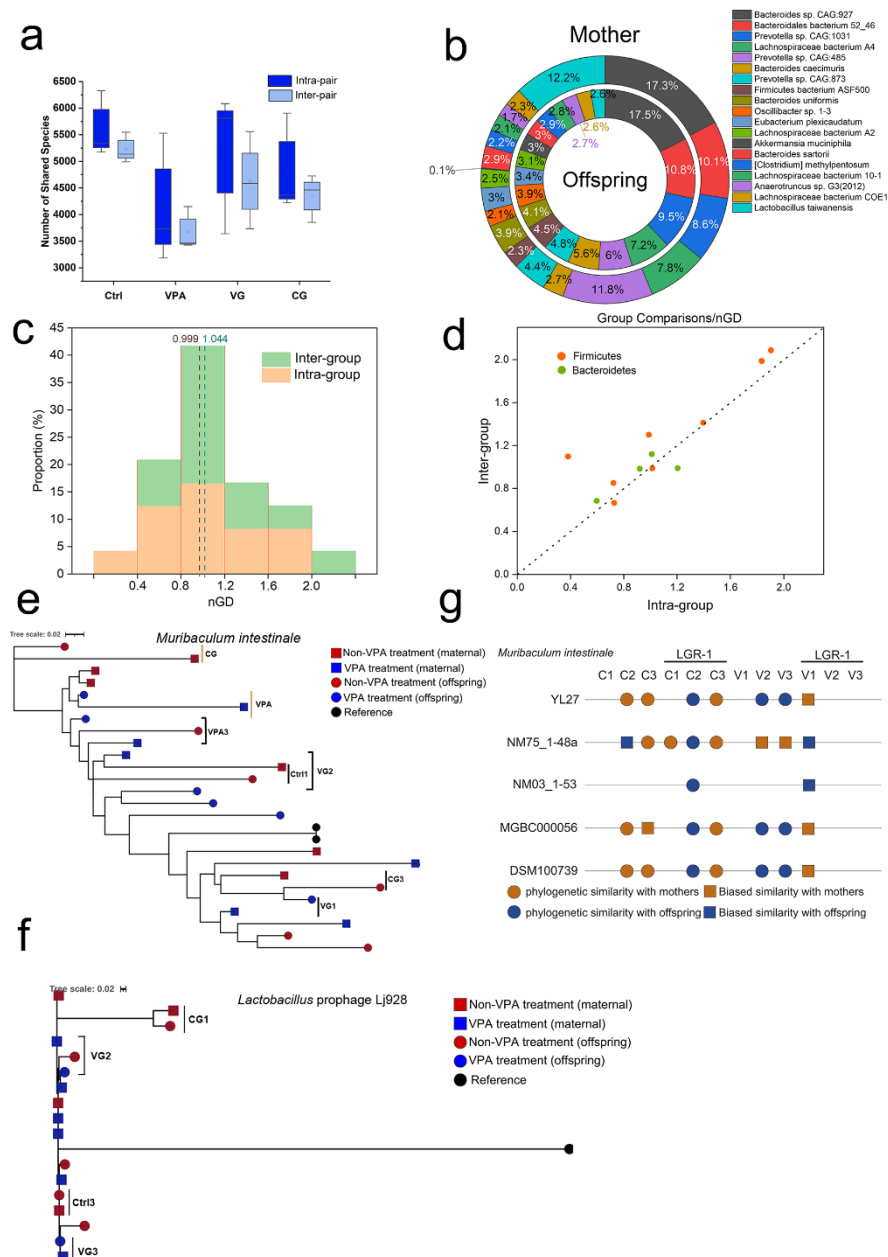 a
Number of Shared Species
6500
6000
5500
5000
4500
4000
3500
3000
Intra-pair
Inter-pair
Ctrl
VPA
VG
CG
b
Mother
Offspring
17.3%
10.1%
8.6%
7.8%
11.8%
2.7%
4.4%
2.3%
3.9%
2.1%
3%
2.5%
0.1%
2.9%
2.2%
2.1%
4.7%
2.3%
12.2%
17.5%
10.8%
9.5%
7.2%
6%
5.6%
4.8%
4.5%
4.1%
3.9%
3.4%
3.1%
3%
3%
2.9%
2.8%
2.7%
2.6%
2.6%
Bacteroides sp. CAG:927
Bacteroidales bacterium 52_46
Prevotella sp. CAG:1031
Lachnospiraceae bacterium A4
Prevotella sp. CAG:485
Bacteroides caecimuris
Prevotella sp. CAG:873
Firmicutes bacterium ASF500
Bacteroides uniformis
Oscillibacter sp. 1-3
Eubacterium plexicaudatum
Lachnospiraceae bacterium A2
Akkermansia muciniphila
Bacteroides sartorii
[Clostridium] methylpentosum
Lachnospiraceae bacterium 10-1
Anaerotruncus sp. G3(2012)
Lachnospiraceae bacterium COE1
Lactobacillus taiwanensis
c
Proportion (%)
45
40
35
30
25
20
15
10
5
0
0.999
1.044
Inter-group
Intra-group
0.4
0.8
1.2
1.6
2.0
nGD
d
Group Comparisons/nGD
Firmicutes
Bacteroidetes
Inter-group
2.0
1.6
1.2
0.8
0.4
0.0
0.0
0.4
0.8
1.2
1.6
2.0
Intra-group
e
Tree scale: 0.02
Muribaculum intestinale
Non-VPA treatment (maternal)
VPA treatment (maternal)
Non-VPA treatment (offspring)
VPA treatment (offspring)
Reference
CG
VPA
VPA3
Ctrl1
VG2
CG3
VG1
g
Muribaculum intestinale
LGR-1
LGR-1
C1 C2 C3 C1 C2 C3 V1 V2 V3 V1 V2 V3
YL27
NM75_1-48a
NM03_1-53
MGBC000056
DSM100739
phylogenetic similarity with mothers
Biased similarity with mothers
phylogenetic similarity with offspring
Biased similarity with offspring
f
Tree scale: 0.02
Lactobacillus prophage Lj928
Non-VPA treatment (maternal)
VPA treatment (maternal)
Non-VPA treatment (offspring)
VPA treatment (offspring)
Reference
CG1
VG2
Ctrl3
VG3